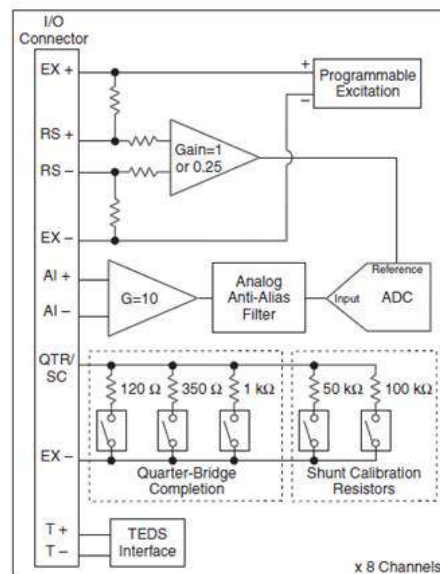 I/O
Connector
EX +
Programmable
Excitation
+
−
RS +
Gain=1
or 0.25
RS −
EX −
Reference
AI +
G=10
Analog
Anti-Alias
Filter
Input
ADC
AI −
QTR/
SC
120 Ω
350 Ω
1 kΩ
50 kΩ
100 kΩ
EX −
Quarter-Bridge
Completion
Shunt Calibration
Resistors
T +
T −
TEDS
Interface
x 8 Channels